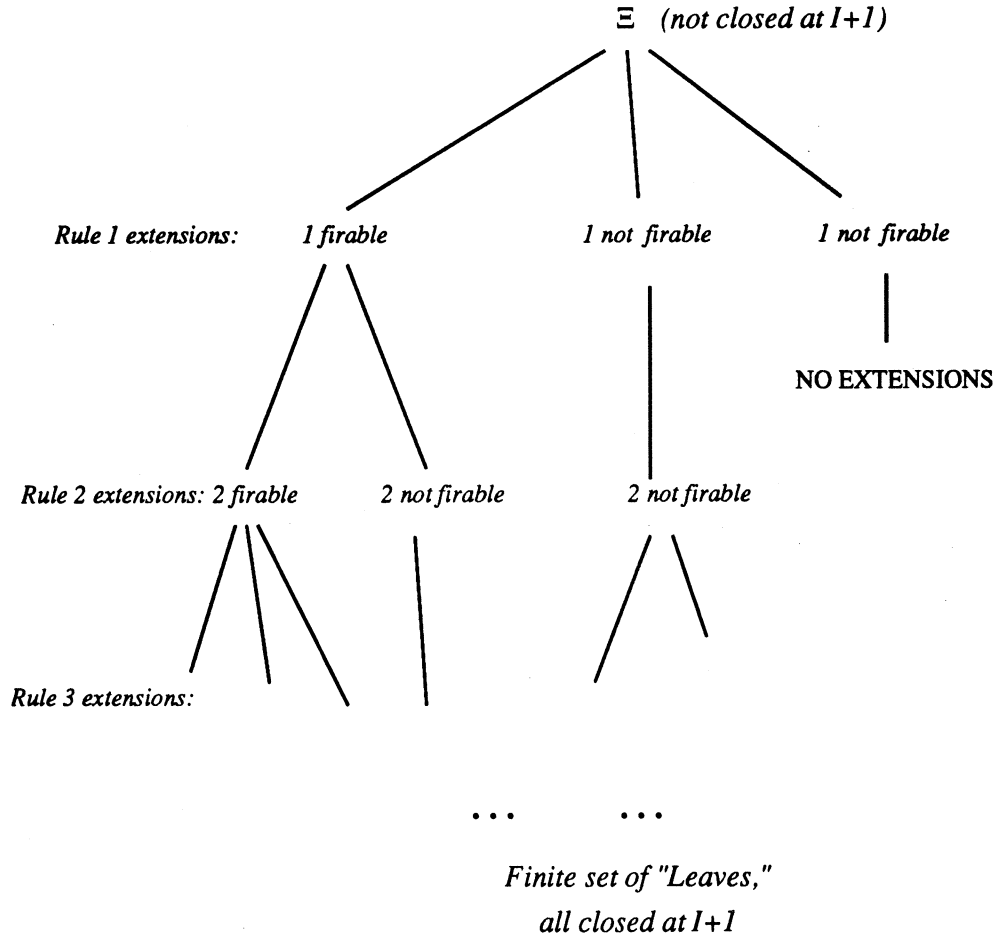 Ξ (not closed at I+1)
Rule 1 extensions: 1 firable 1 not firable 1 not firable
NO EXTENSIONS
Rule 2 extensions: 2 firable 2 not firable 2 not firable
Rule 3 extensions:
... ...
Finite set of "Leaves,"
all closed at I+1